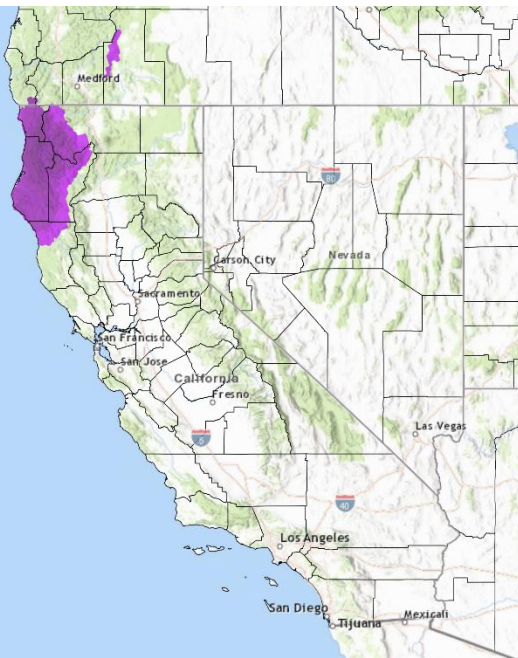 Medford
80
Carson City
Nevada
Sacramento
San Francisco
San Jose
California
Fresno
5
Las Vegas
40
Los Angeles
San Diego
Tijuana
Mexicali